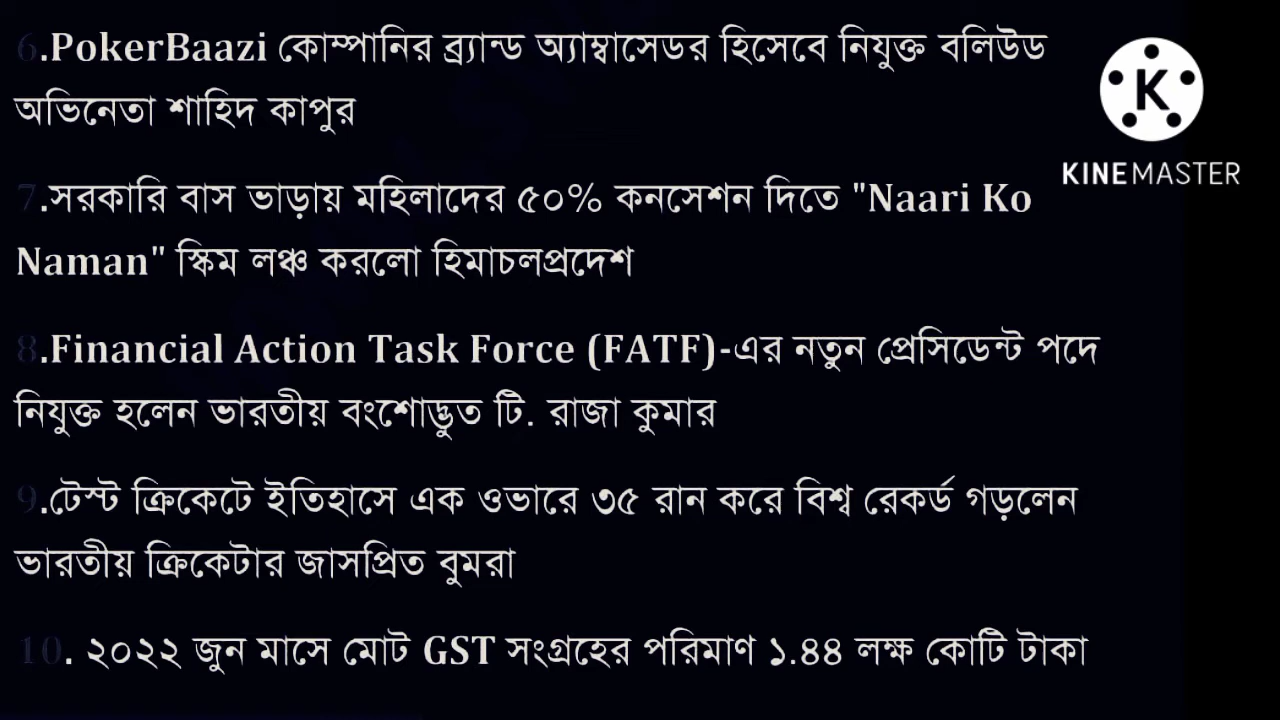 6.PokerBaazi কোম্পানির ব্র্যান্ড অ্যাম্বাসেডর হিসেবে নিযুক্ত বলিউড
অভিনেতা শাহিদ কাপুর
7.সরকারি বাস ভাড়ায় মহিলাদের ৫০% কনসেশন দিতে "Naari Ko
Naman" স্কিম লঞ্চ করলো হিমাচলপ্রদেশ
8.Financial Action Task Force (FATF)-এর নতুন প্রেসিডেন্ট পদে
নিযুক্ত হলেন ভারতীয় বংশোদ্ভুত টি. রাজা কুমার
9.টেস্ট ক্রিকেটে ইতিহাসে এক ওভারে ৩৫ রান করে বিশ্ব রেকর্ড গড়লেন
ভারতীয় ক্রিকেটার জাসপ্রিত বুমরা
10. ২০২২ জুন মাসে মোট GST সংগ্রহের পরিমাণ ১.৪৪ লক্ষ কোটি টাকা
K
KINEMASTER